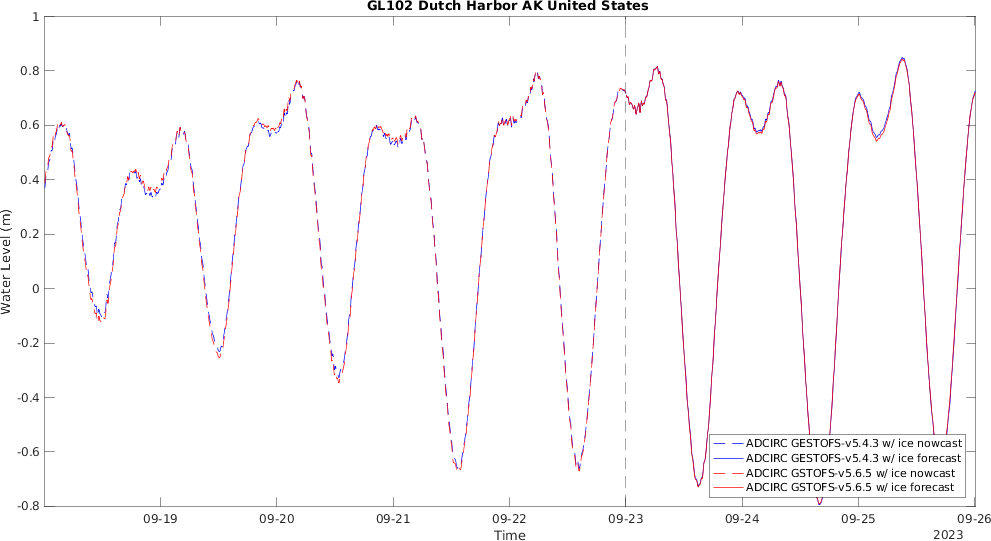 GL102 Dutch Harbor AK United States
1
0.8
0.6
0.4
0.2
0
-0.2
-0.4
-0.6
-0.8
Water Level (m)
ADCIRC GESTOFS-v5.4.3 w/ ice nowcast
ADCIRC GESTOFS-v5.4.3 w/ ice forecast
ADCIRC GSTOFS-v5.6.5 w/ ice nowcast
ADCIRC GSTOFS-v5.6.5 w/ ice forecast
09-19 09-20 09-21 09-22 09-23 09-24 09-25 09-26
Time
2023